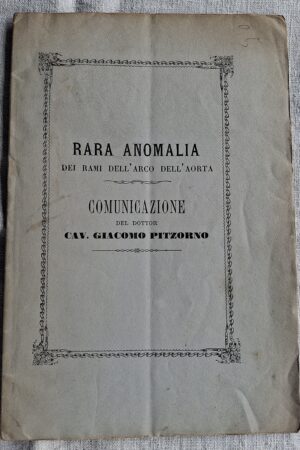 RARA ANOMALIA
DEI RAMI DELL'ARCO DELL'AORTA
COMUNICAZIONE
DEL DOTTOR
CAV. GIACOMO PITZORNO